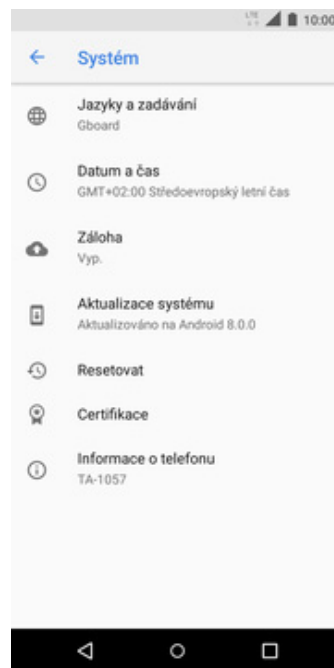 LTE
10:00
Systém
Jazyky a zadávání
Gboard
Datum a čas
GMT+02:00 Středoevropský letní čas
Záloha
Vyp.
Aktualizace systému
Aktualizováno na Android 8.0.0
Resetovat
Certifikace
Informace o telefonu
TA-1057